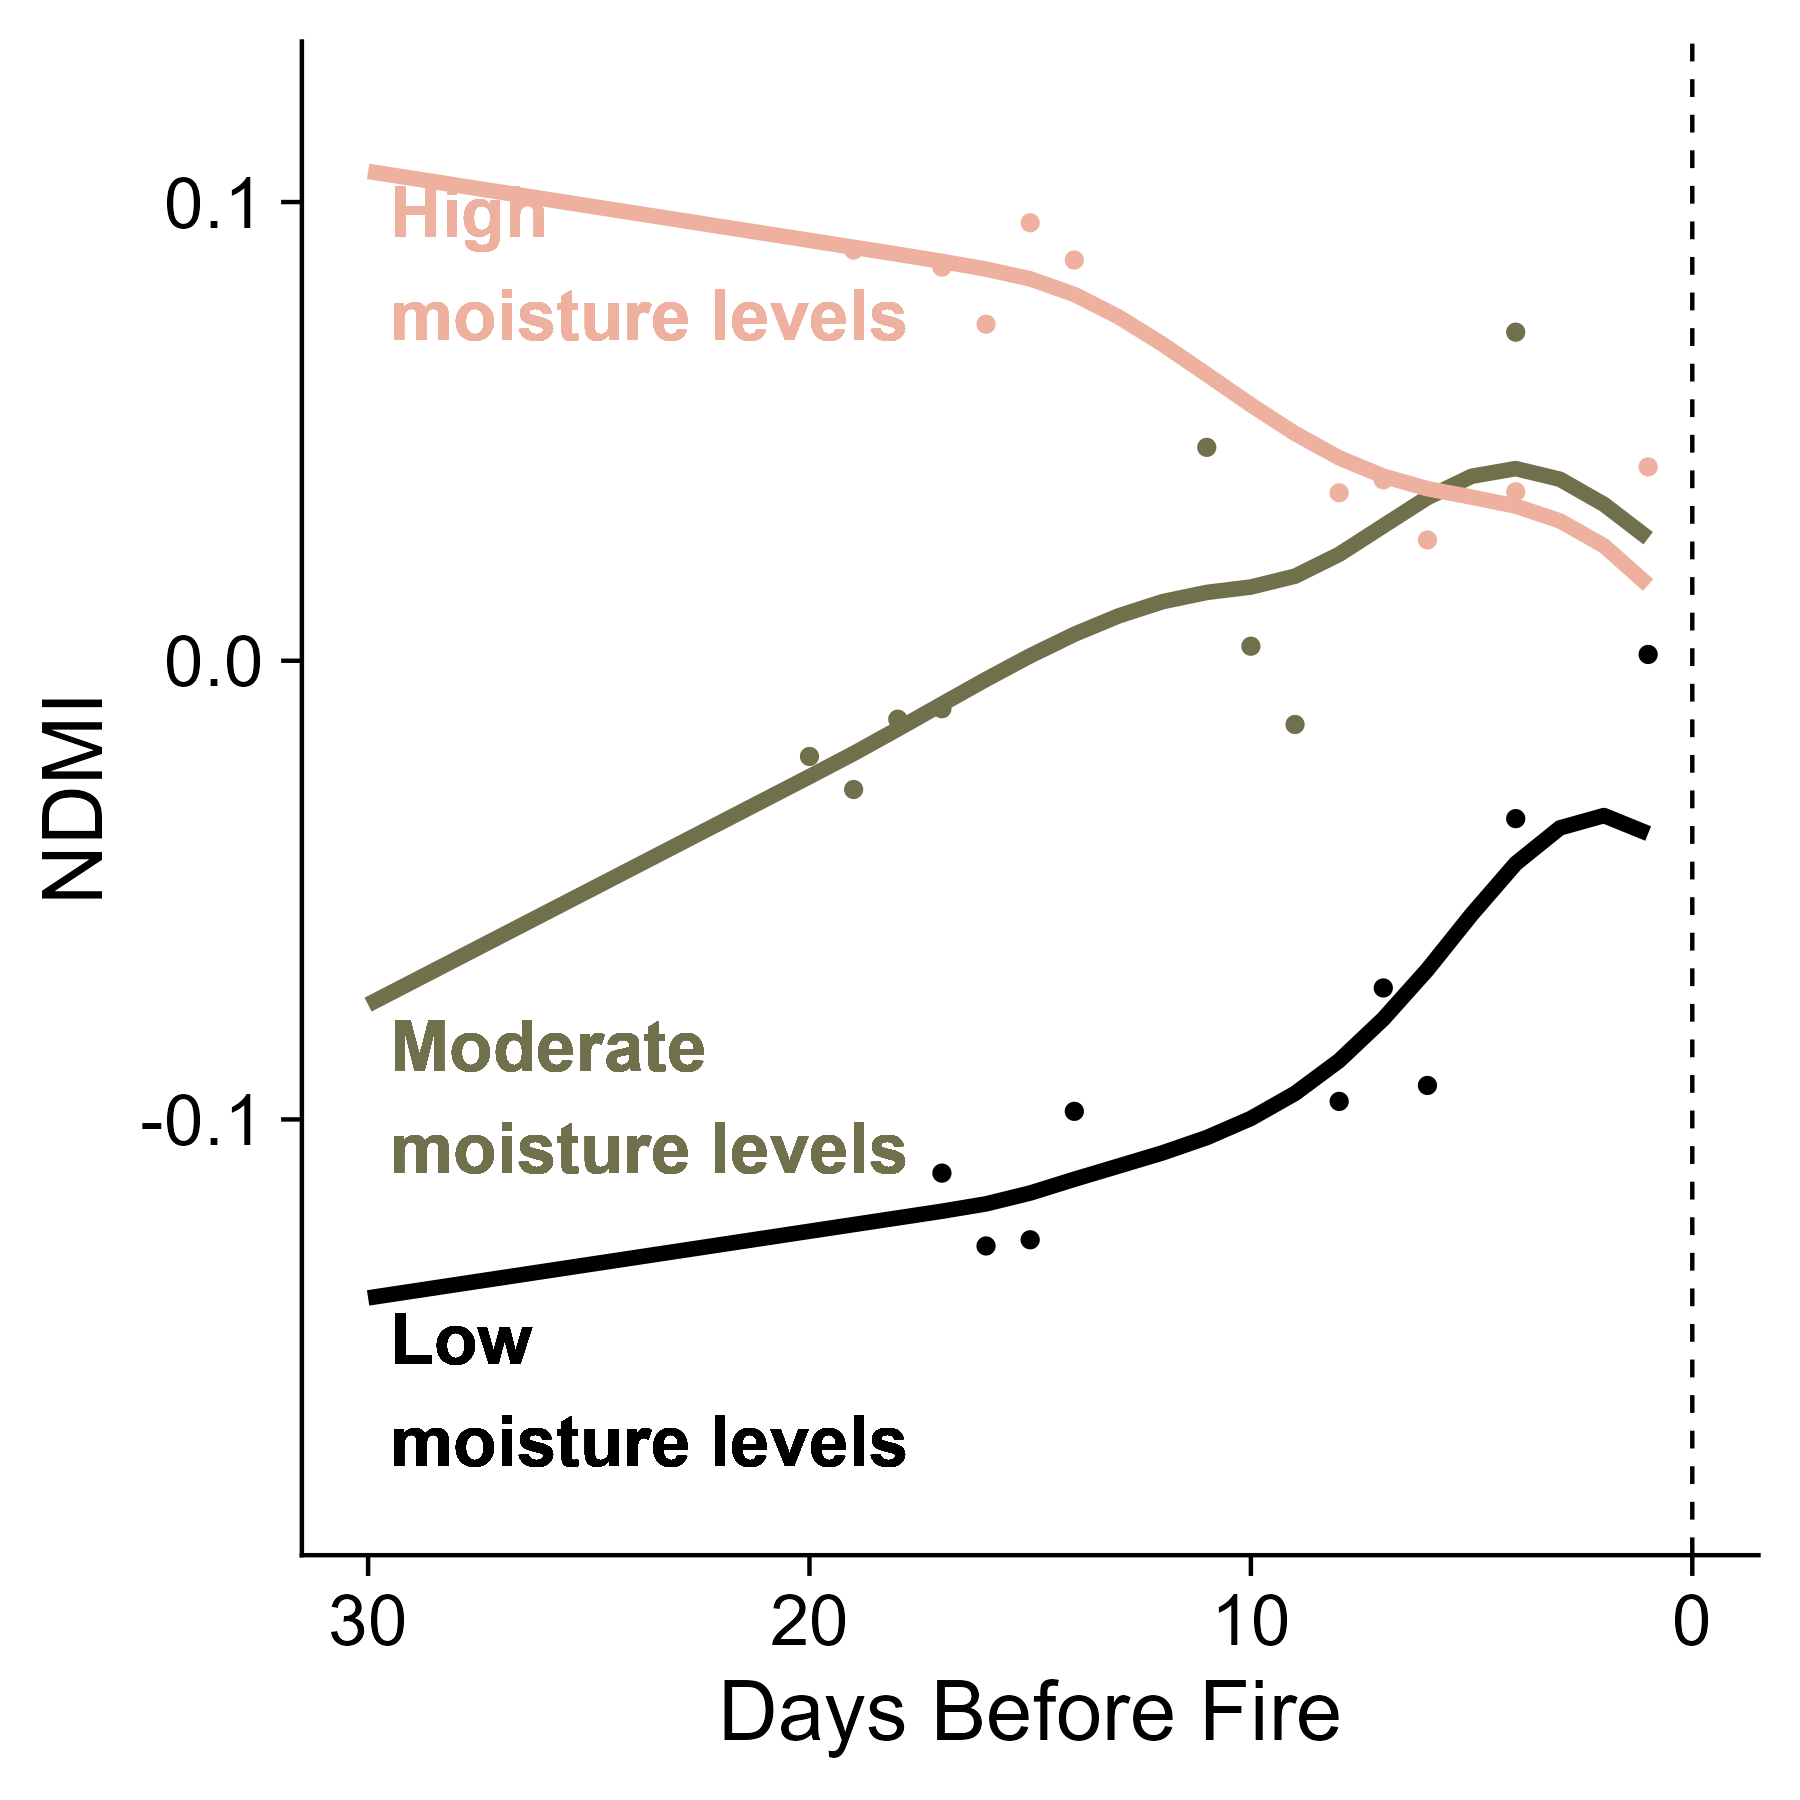 High
moisture levels
Moderate
moisture levels
Low
moisture levels
0.1
0.0
-0.1
NDMI
30
20
10
0
Days Before Fire